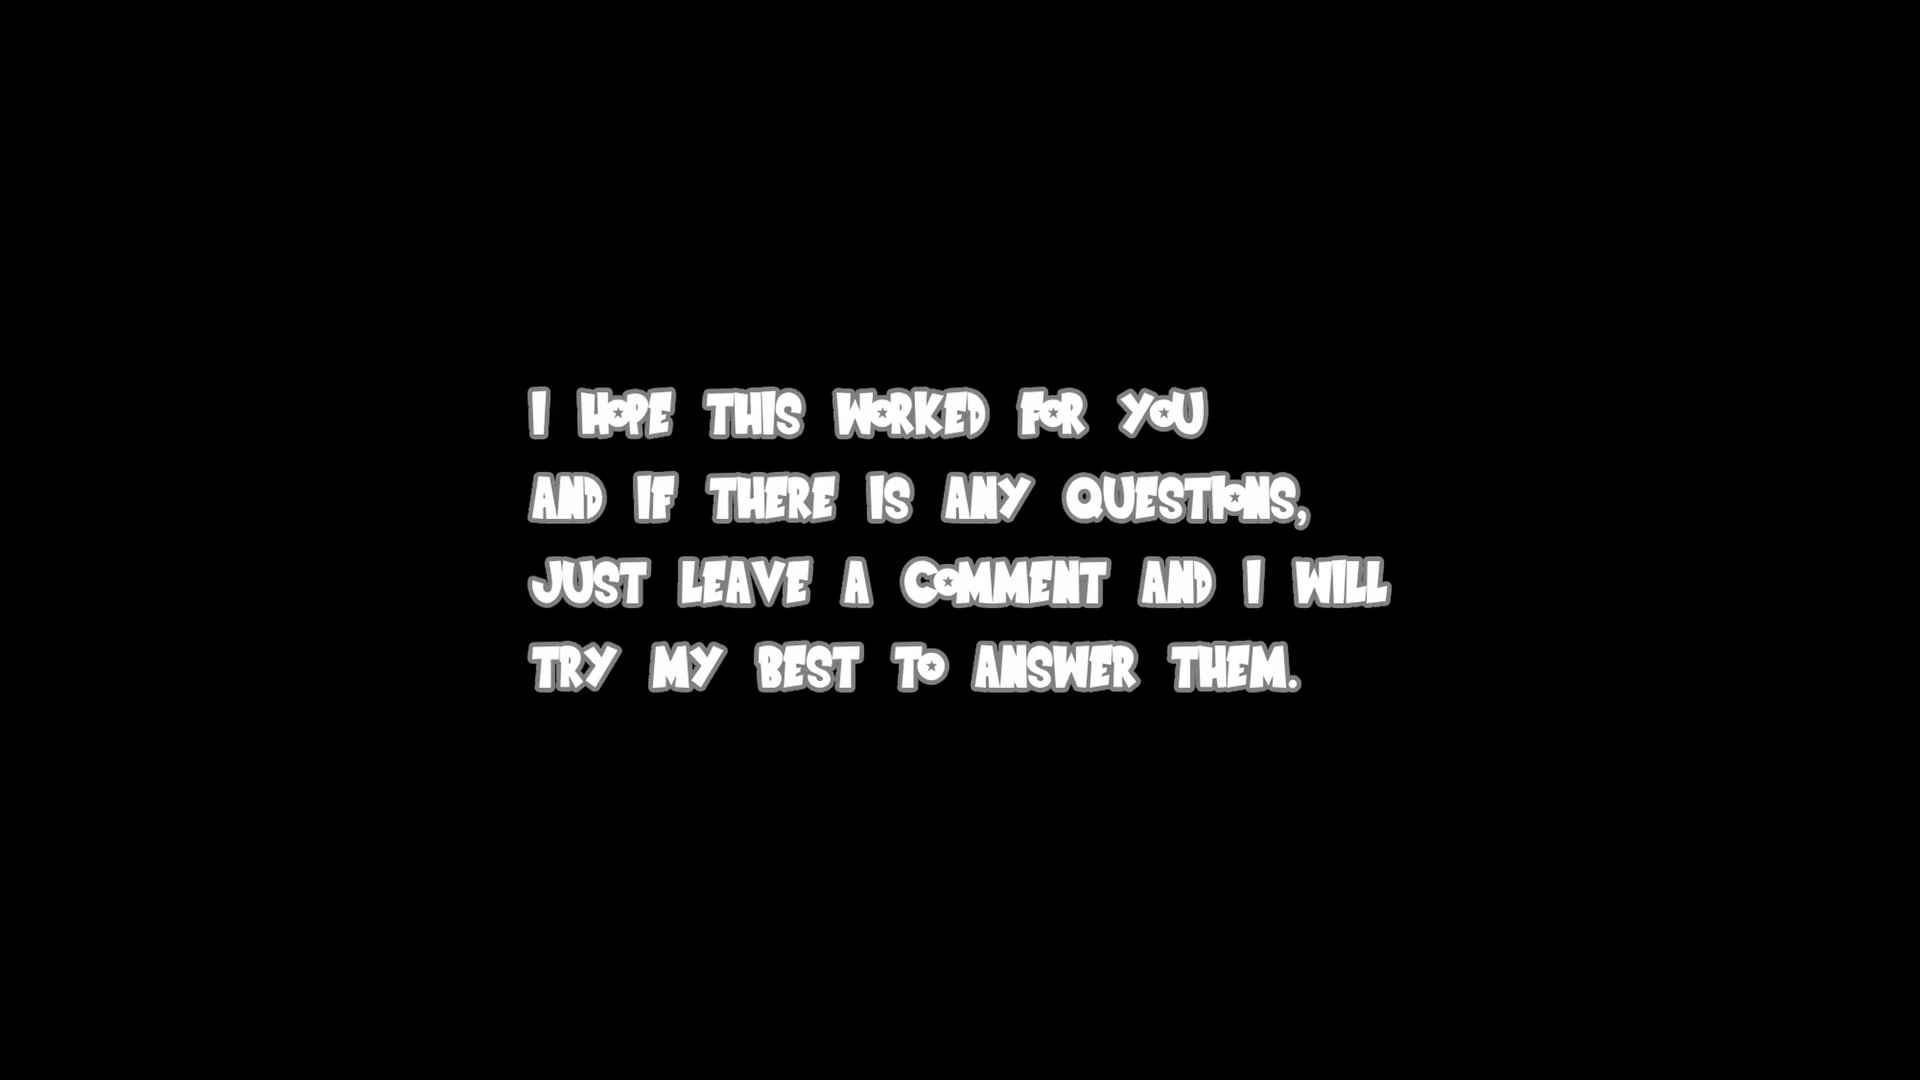 I HOPE THIS WORKED FOR YOU
AND IF THERE IS ANY QUESTIONS,
JUST LEAVE A COMMENT AND I WILL
TRY MY BEST TO ANSWER THEM.